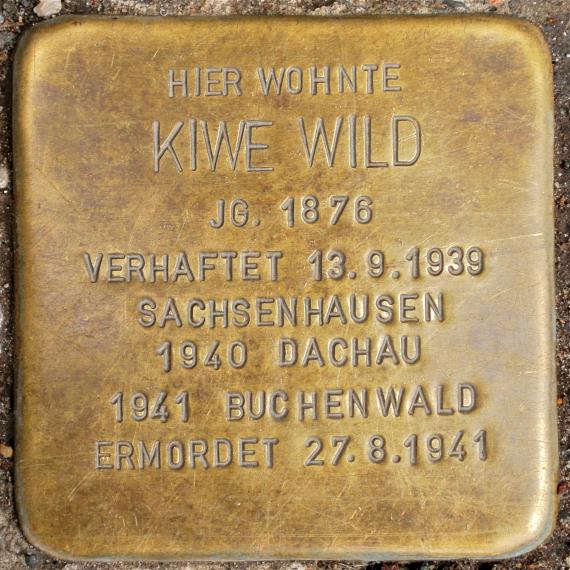 HIER WOHNTE
KIWE WILD
JG. 1876
VERHAFTET 13.9.1939
SACHSENHAUSEN
1940 DACHAU
1941 BUCHENWALD
ERMORDET 27.8.1941